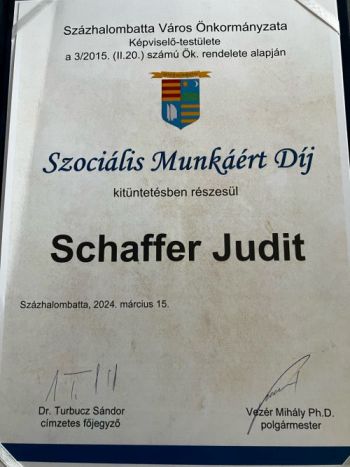 Százhalombatta Város Önkormányzata
Képviselő-testülete
a 3/2015. (II.20.) számú Ök. rendelete alapján
Szociális Munkáért Díj
kitüntetésben részesül
Schaffer Judit
Százhalombatta, 2024. március 15.
Dr. Turbucz Sándor
címzetes főjegyző
Vezér Mihály Ph.D.
polgármester